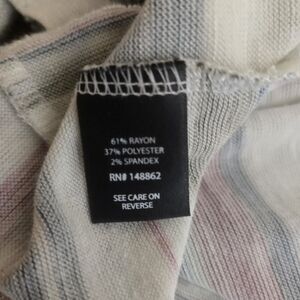 61% RAYON
37% POLYESTER
2% SPANDEX
RN# 148862
SEE CARE ON
REVERSE